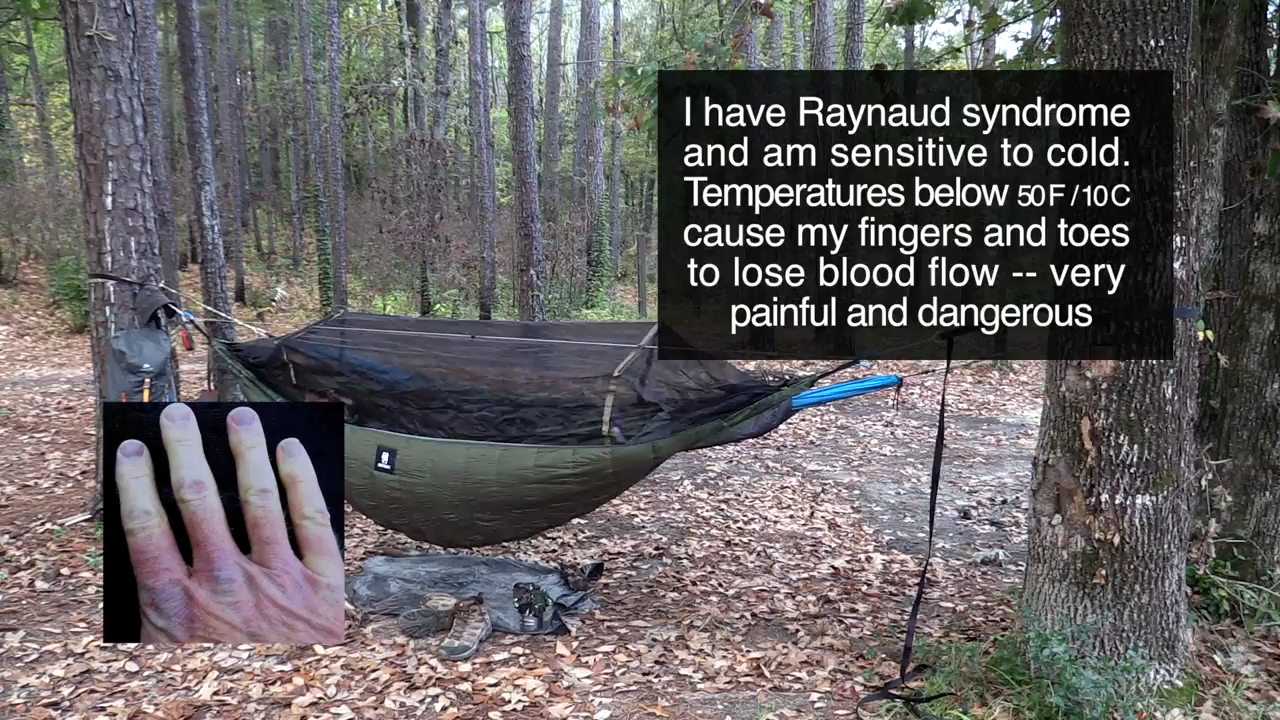 I have Raynaud syndrome
and am sensitive to cold.
Temperatures below 50F/10C
cause my fingers and toes
to lose blood flow -- very
painful and dangerous